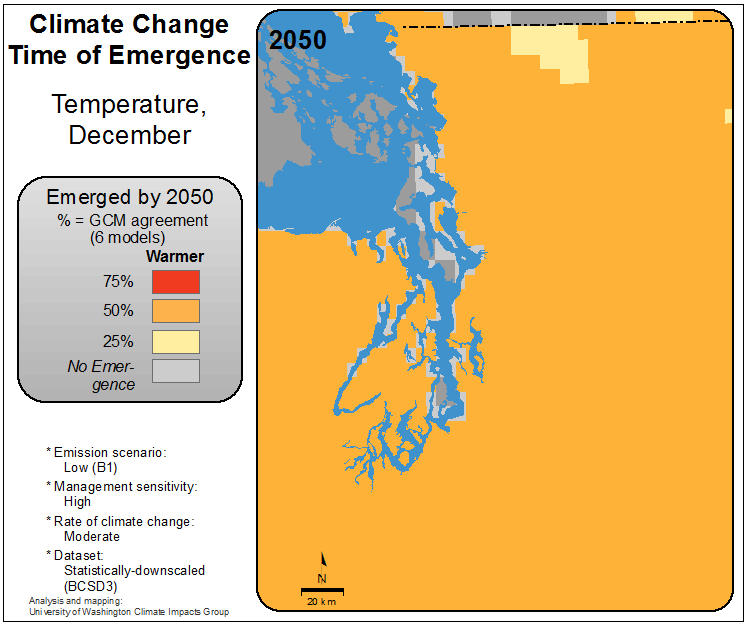 Climate Change
Time of Emergence
Temperature,
December
Emerged by 2050
% = GCM agreement
(6 models)
Warmer
75%
50%
25%
No Emer-
gence
* Emission scenario:
Low (B1)
* Management sensitivity:
High
* Rate of climate change:
Moderate
* Dataset:
Statistically-downscaled
(BCSD3)
Analysis and mapping:
University of Washington Climate Impacts Group
2050
N
20 km